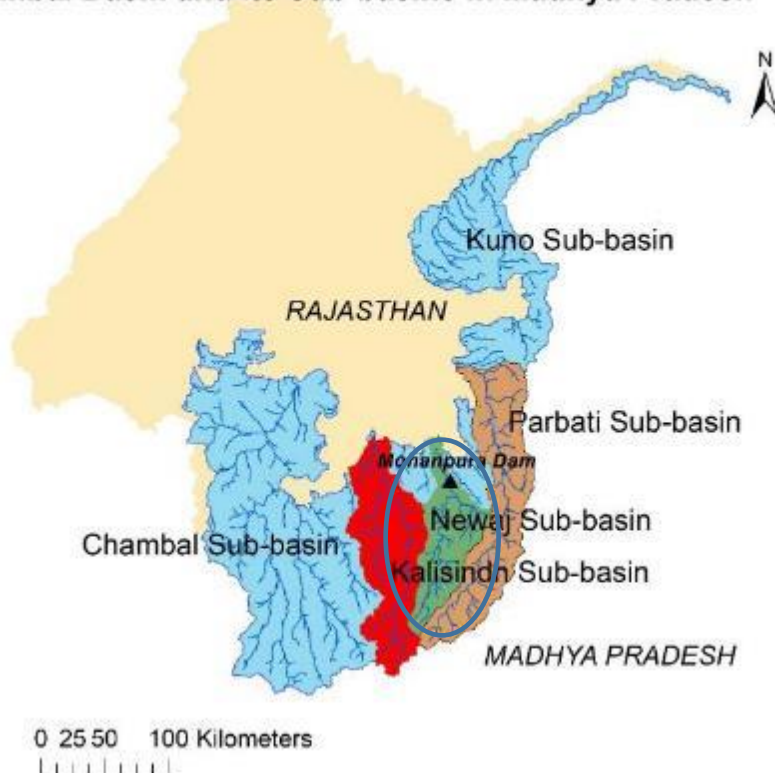 N
Kuno Sub-basin
RAJASTHAN
Parbati Sub-basin
Mohanpura Dam
Newaj Sub-basin
Chambal Sub-basin
Kalisindh Sub-basin
MADHYA PRADESH
0 25 50 100 Kilometers